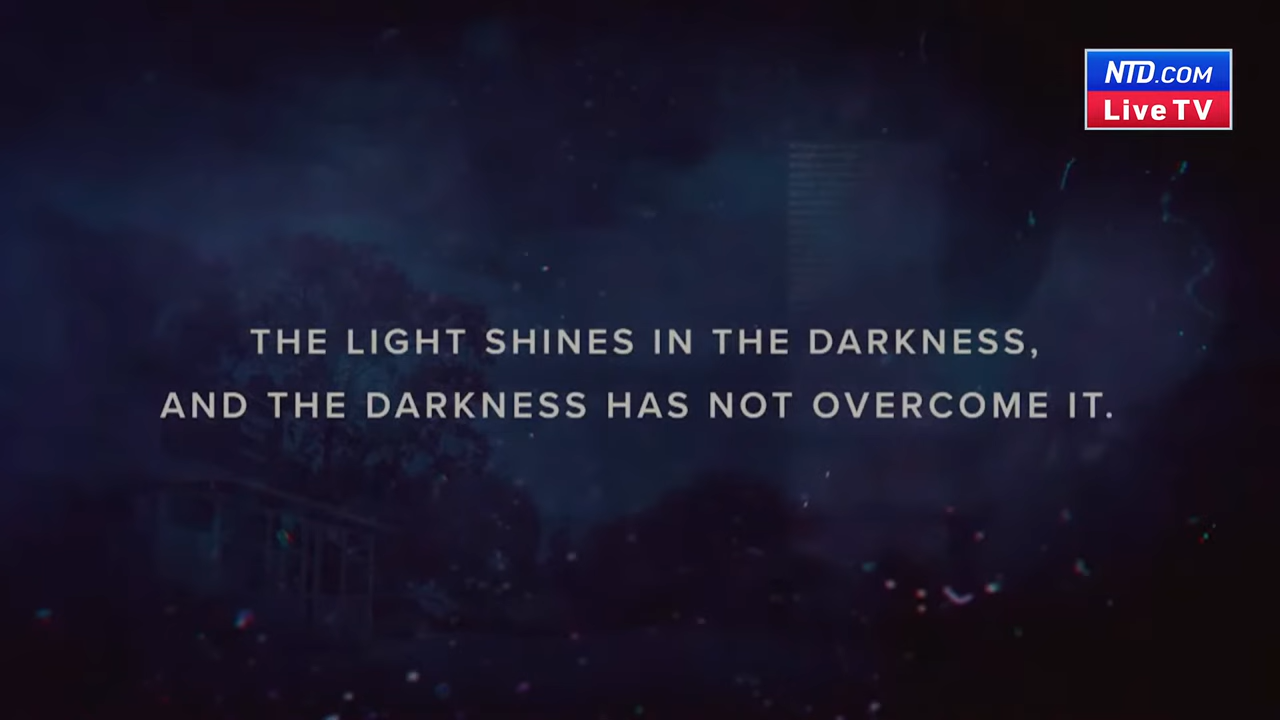 NTD.COM
Live TV
THE LIGHT SHINES IN THE DARKNESS,
AND THE DARKNESS HAS NOT OVERCOME IT.